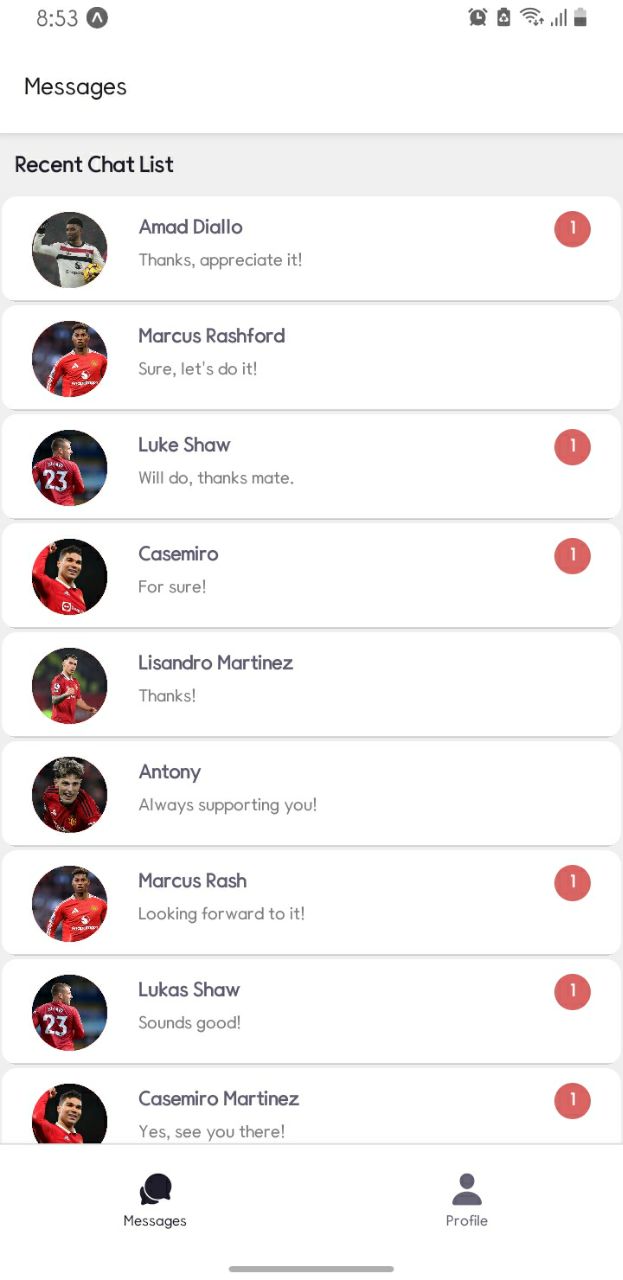 8:53
Messages
Recent Chat List
Amad Diallo
1
Thanks, appreciate it!
Marcus Rashford
Sure, let's do it!
Luke Shaw
1
Will do, thanks mate.
23
Casemiro
1
For sure!
Lisandro Martinez
Thanks!
Antony
Always supporting you!
Marcus Rash
1
Looking forward to it!
Lukas Shaw
1
Sounds good!
23
Casemiro Martinez
1
Yes, see you there!
Messages
Profile